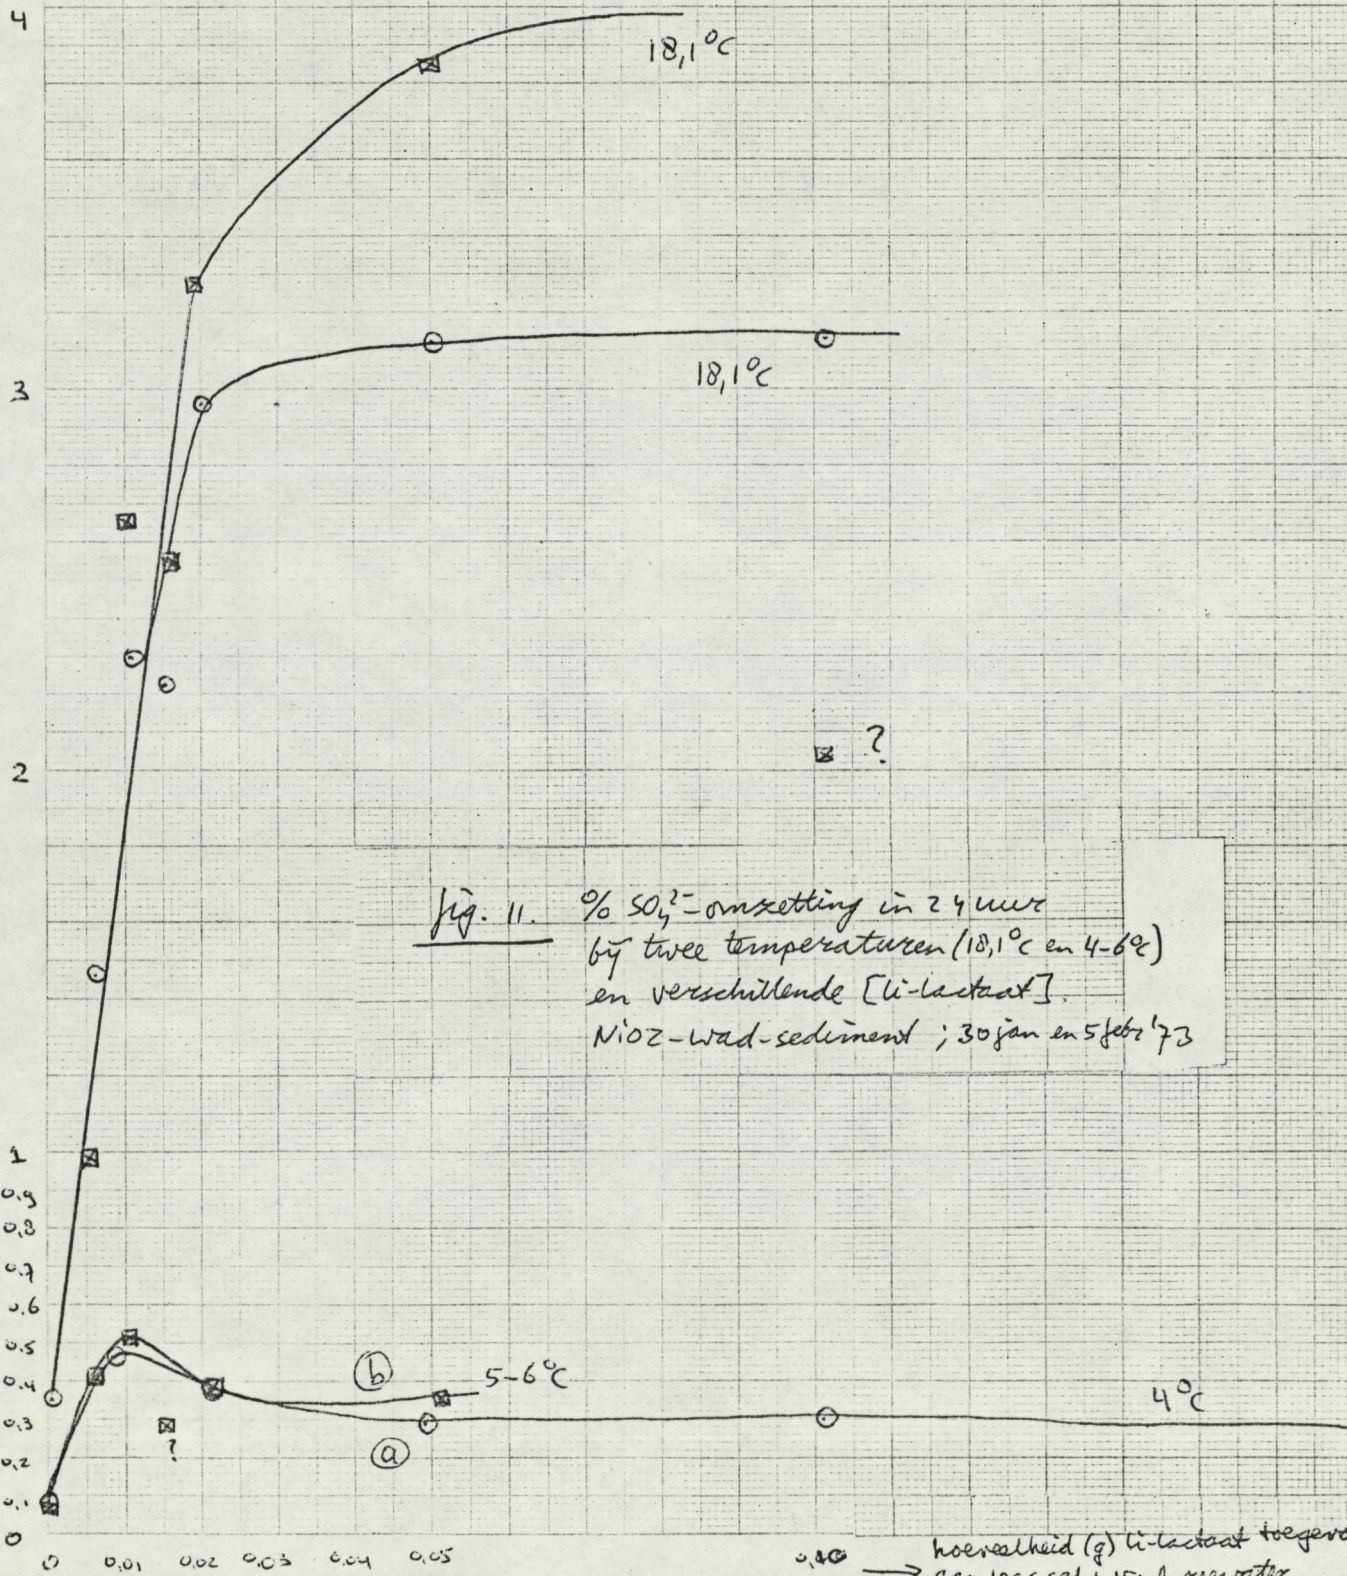 4
18,1°C
3
18,1°C
2
?
fig. 11.
% SO₄²⁻-omzetting in 24 uur
bij twee temperaturen (18,1°C en 4-6°C)
en verschillende [li-lactaat].
NIOZ-wad-sediment ; 30 jan en 5 febr '73
1
0,9
0,8
0,7
0,6
0,5
0,4
0,3
0,2
0,1
0
b
5-6°C
4°C
a
?
0 0,01 0,02 0,03 0,04 0,05 0,10
→ hoeveelheid (g) li-lactaat